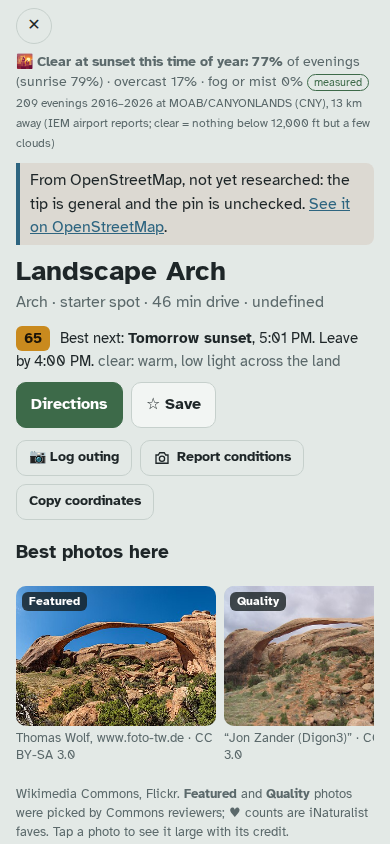 ✕
🌇 Clear at sunset this time of year: 77% of evenings
(sunrise 79%) · overcast 17% · fog or mist 0% measured
209 evenings 2016–2026 at MOAB/CANYONLANDS (CNY), 13 km
away (IEM airport reports; clear = nothing below 12,000 ft but a few
clouds)
From OpenStreetMap, not yet researched: the
tip is general and the pin is unchecked. See it
on OpenStreetMap.
Landscape Arch
Arch · starter spot · 46 min drive · undefined
65 Best next: Tomorrow sunset, 5:01 PM. Leave
by 4:00 PM. clear: warm, low light across the land
Directions
☆ Save
📷 Log outing
Report conditions
Copy coordinates
Best photos here
Featured
Quality
Thomas Wolf, www.foto-tw.de · CC
BY-SA 3.0
“Jon Zander (Digon3)” · CC
3.0
Wikimedia Commons, Flickr. Featured and Quality photos
were picked by Commons reviewers; ♥ counts are iNaturalist
faves. Tap a photo to see it large with its credit.